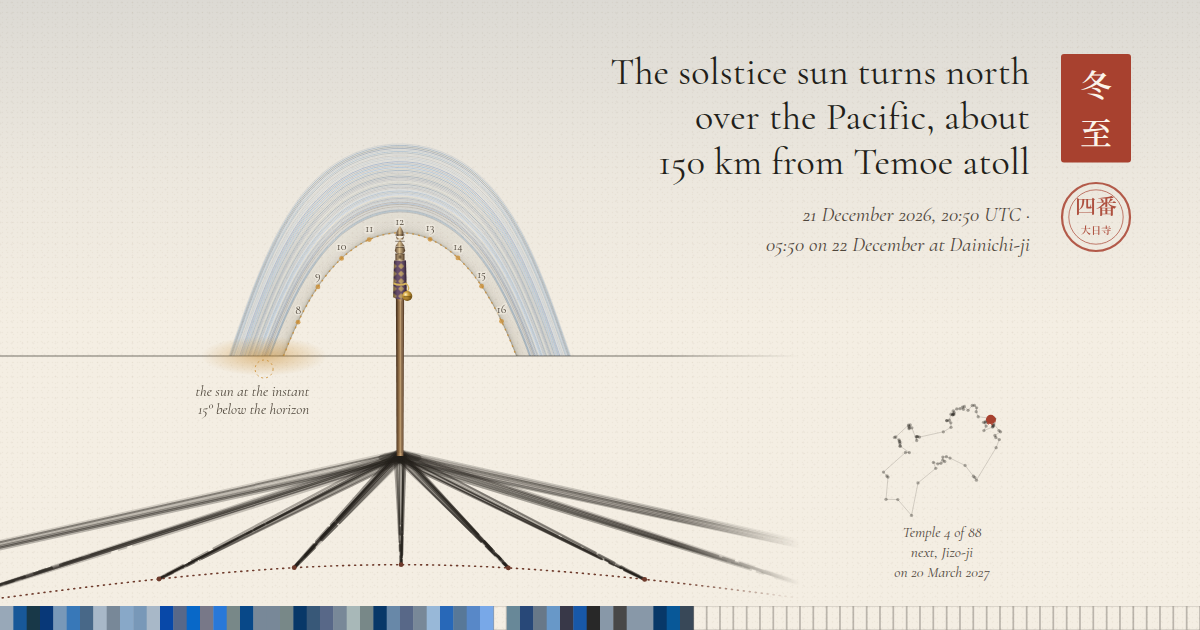 The solstice sun turns north
over the Pacific, about
150 km from Temoe atoll
21 December 2026, 20:50 UTC ·
05:50 on 22 December at Dainichi-ji
冬
至
四番
大日寺
8
9
10
11
12
13
14
15
16
the sun at the instant
15° below the horizon
Temple 4 of 88
next, Jizo-ji
on 20 March 2027